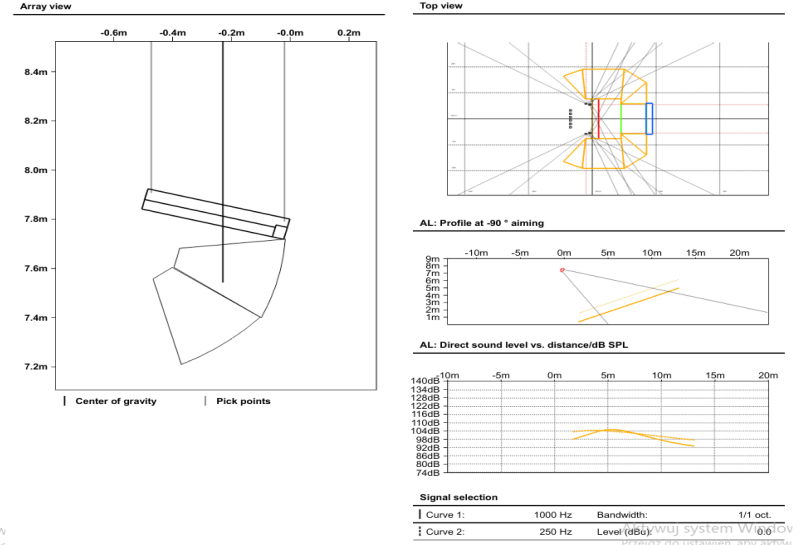 Array view
-0.6m -0.4m -0.2m -0.0m 0.2m
8.4m
8.2m
8.0m
7.8m
7.6m
7.4m
7.2m
Center of gravity Pick points
Top view
AL: Profile at -90 ° aiming
-10m -5m 0m 5m 10m 15m 20m
9m
8m
7m
6m
5m
4m
3m
2m
1m
AL: Direct sound level vs. distance/dB SPL
-10m -5m 0m 5m 10m 15m 20m
140dB
134dB
128dB
122dB
116dB
110dB
104dB
98dB
92dB
86dB
80dB
74dB
Signal selection
Curve 1: 1000 Hz Bandwidth: 1/1 oct.
Curve 2: 250 Hz Level (dBu): 0.0
Aktywuj system Window